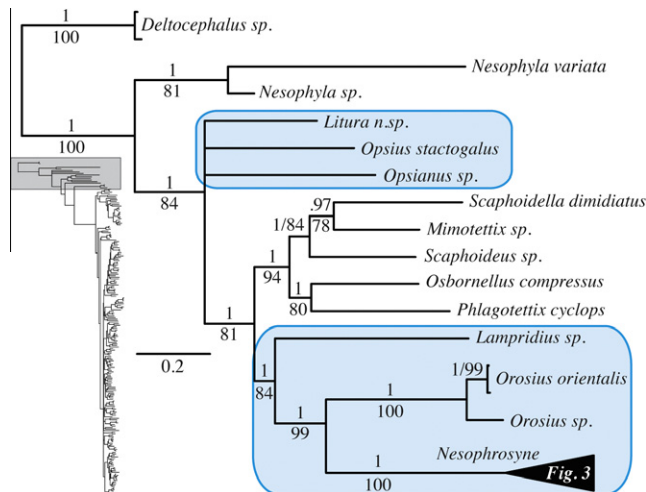 1
100
Deltocephalus sp.
1
81
Nesophyla variata
Nesophyla sp.
1
100
Litura n.sp.
Opsius stactogalus
Opsianus sp.
1
84
.97
78
Scaphoidella dimidiatus
Mimotettix sp.
1/84
Scaphoideus sp.
1
94
1
80
Osbornellus compressus
Phlagotettix cyclops
1
81
0.2
Lampridius sp.
1
84
1/99
Orosius orientalis
1
100
Orosius sp.
1
99
Nesophrosyne
1
100
Fig. 3